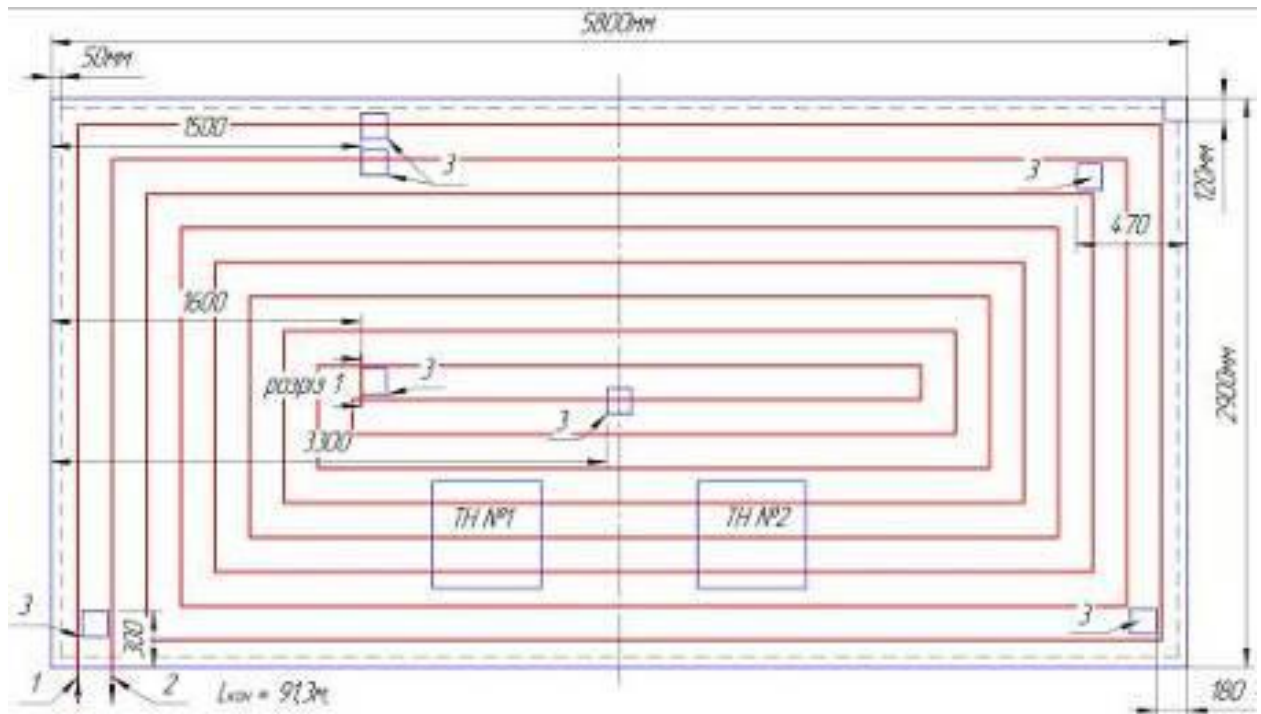 5800мм
50мм
1500
3
3
120мм
470
1600
розріз 1
3
2900мм
3
3300
ТН №1
ТН №2
3
3
300
1
2
Lкон = 91,3м
180